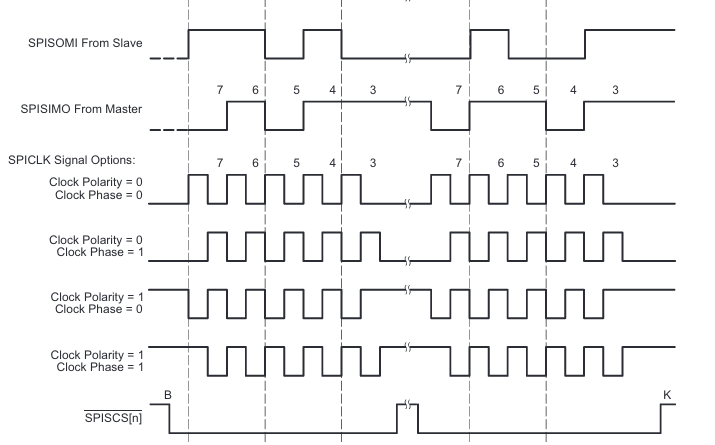 SPISOMI From Slave
7 6 5 4 3 7 6 5 4 3
SPISIMO From Master
SPICLK Signal Options:
7 6 5 4 3 7 6 5 4 3
Clock Polarity = 0
Clock Phase = 0
Clock Polarity = 0
Clock Phase = 1
Clock Polarity = 1
Clock Phase = 0
Clock Polarity = 1
Clock Phase = 1
B K
SPISCS[n]